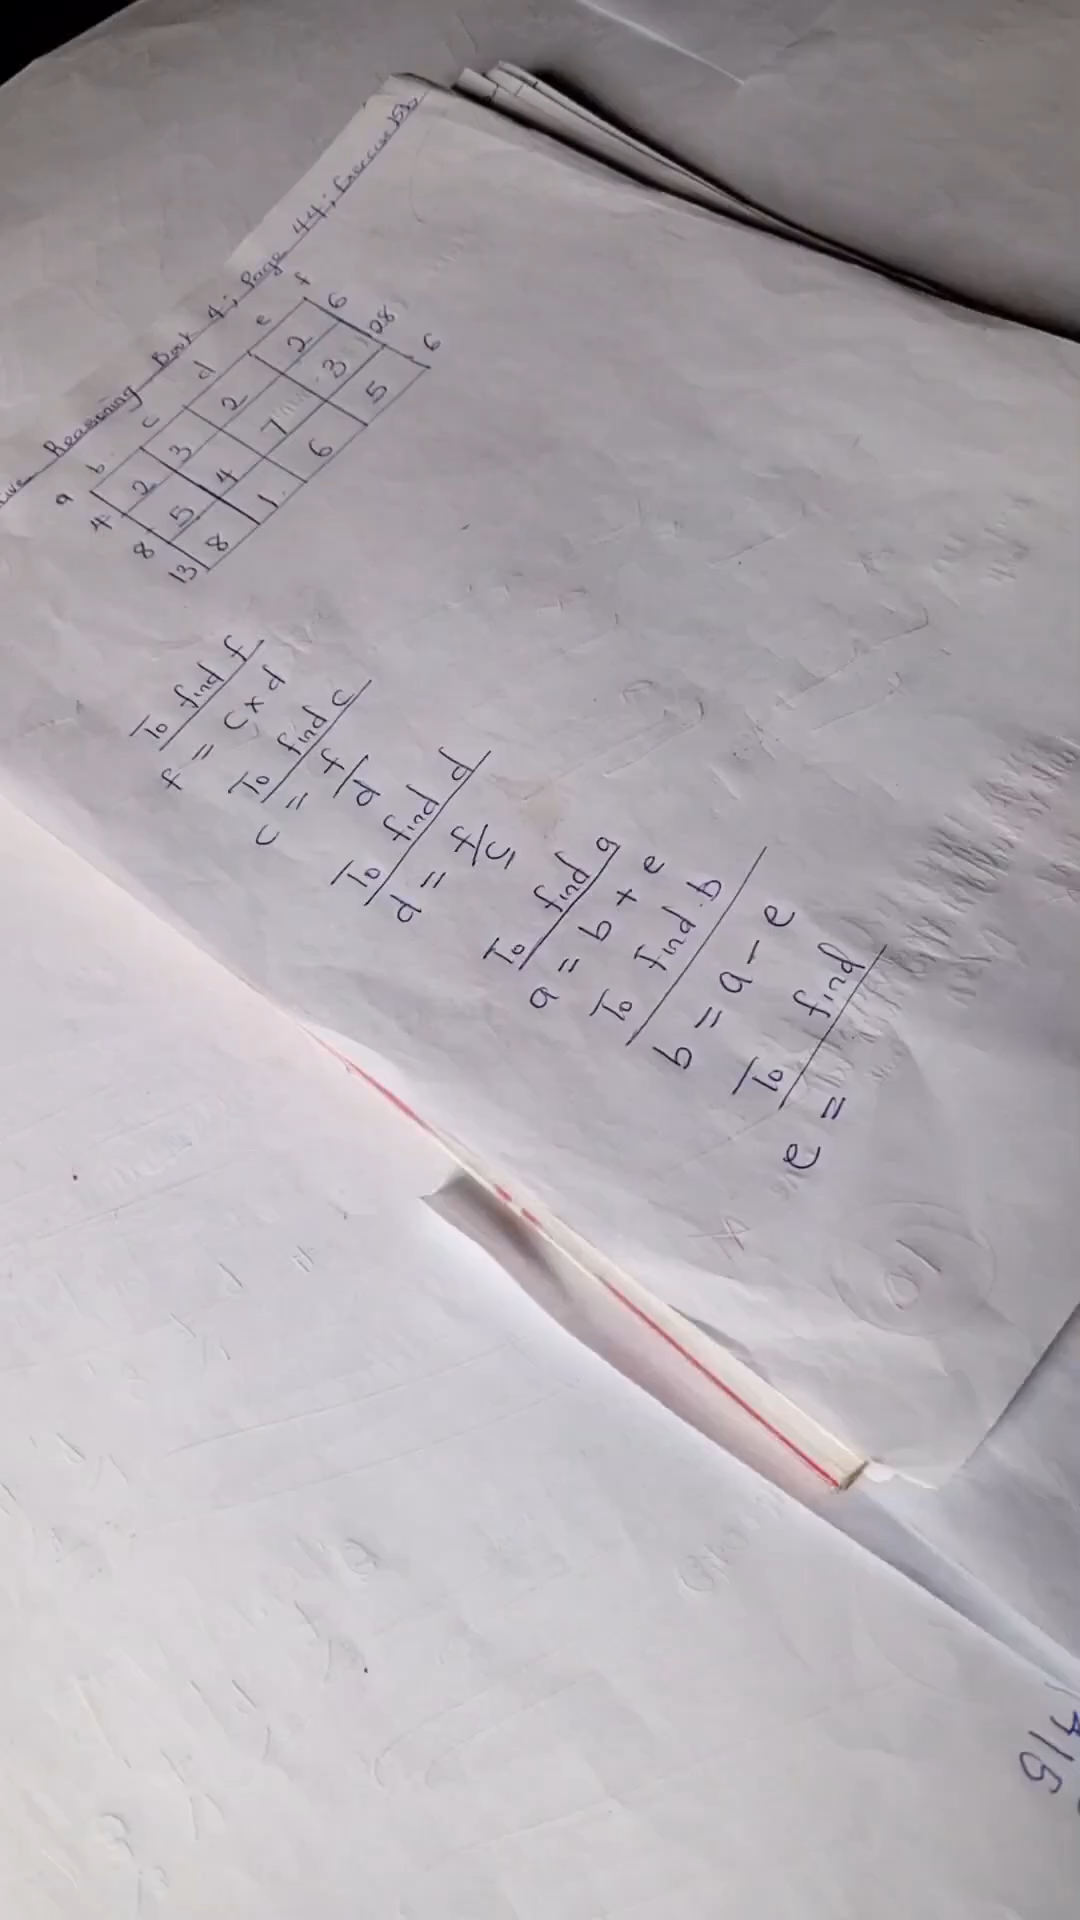 Reasoning Book 4; Page 44; Exercise 15b
a b c d e f
4 2 3 2 2 6
8 5 4 7 3 28
13 8 1 6 5 6
To find f
f = c x d
To find c
c = f/d
To find d
d = f/c
To find a
a = b + e
To find b
b = a - e
To find
e =